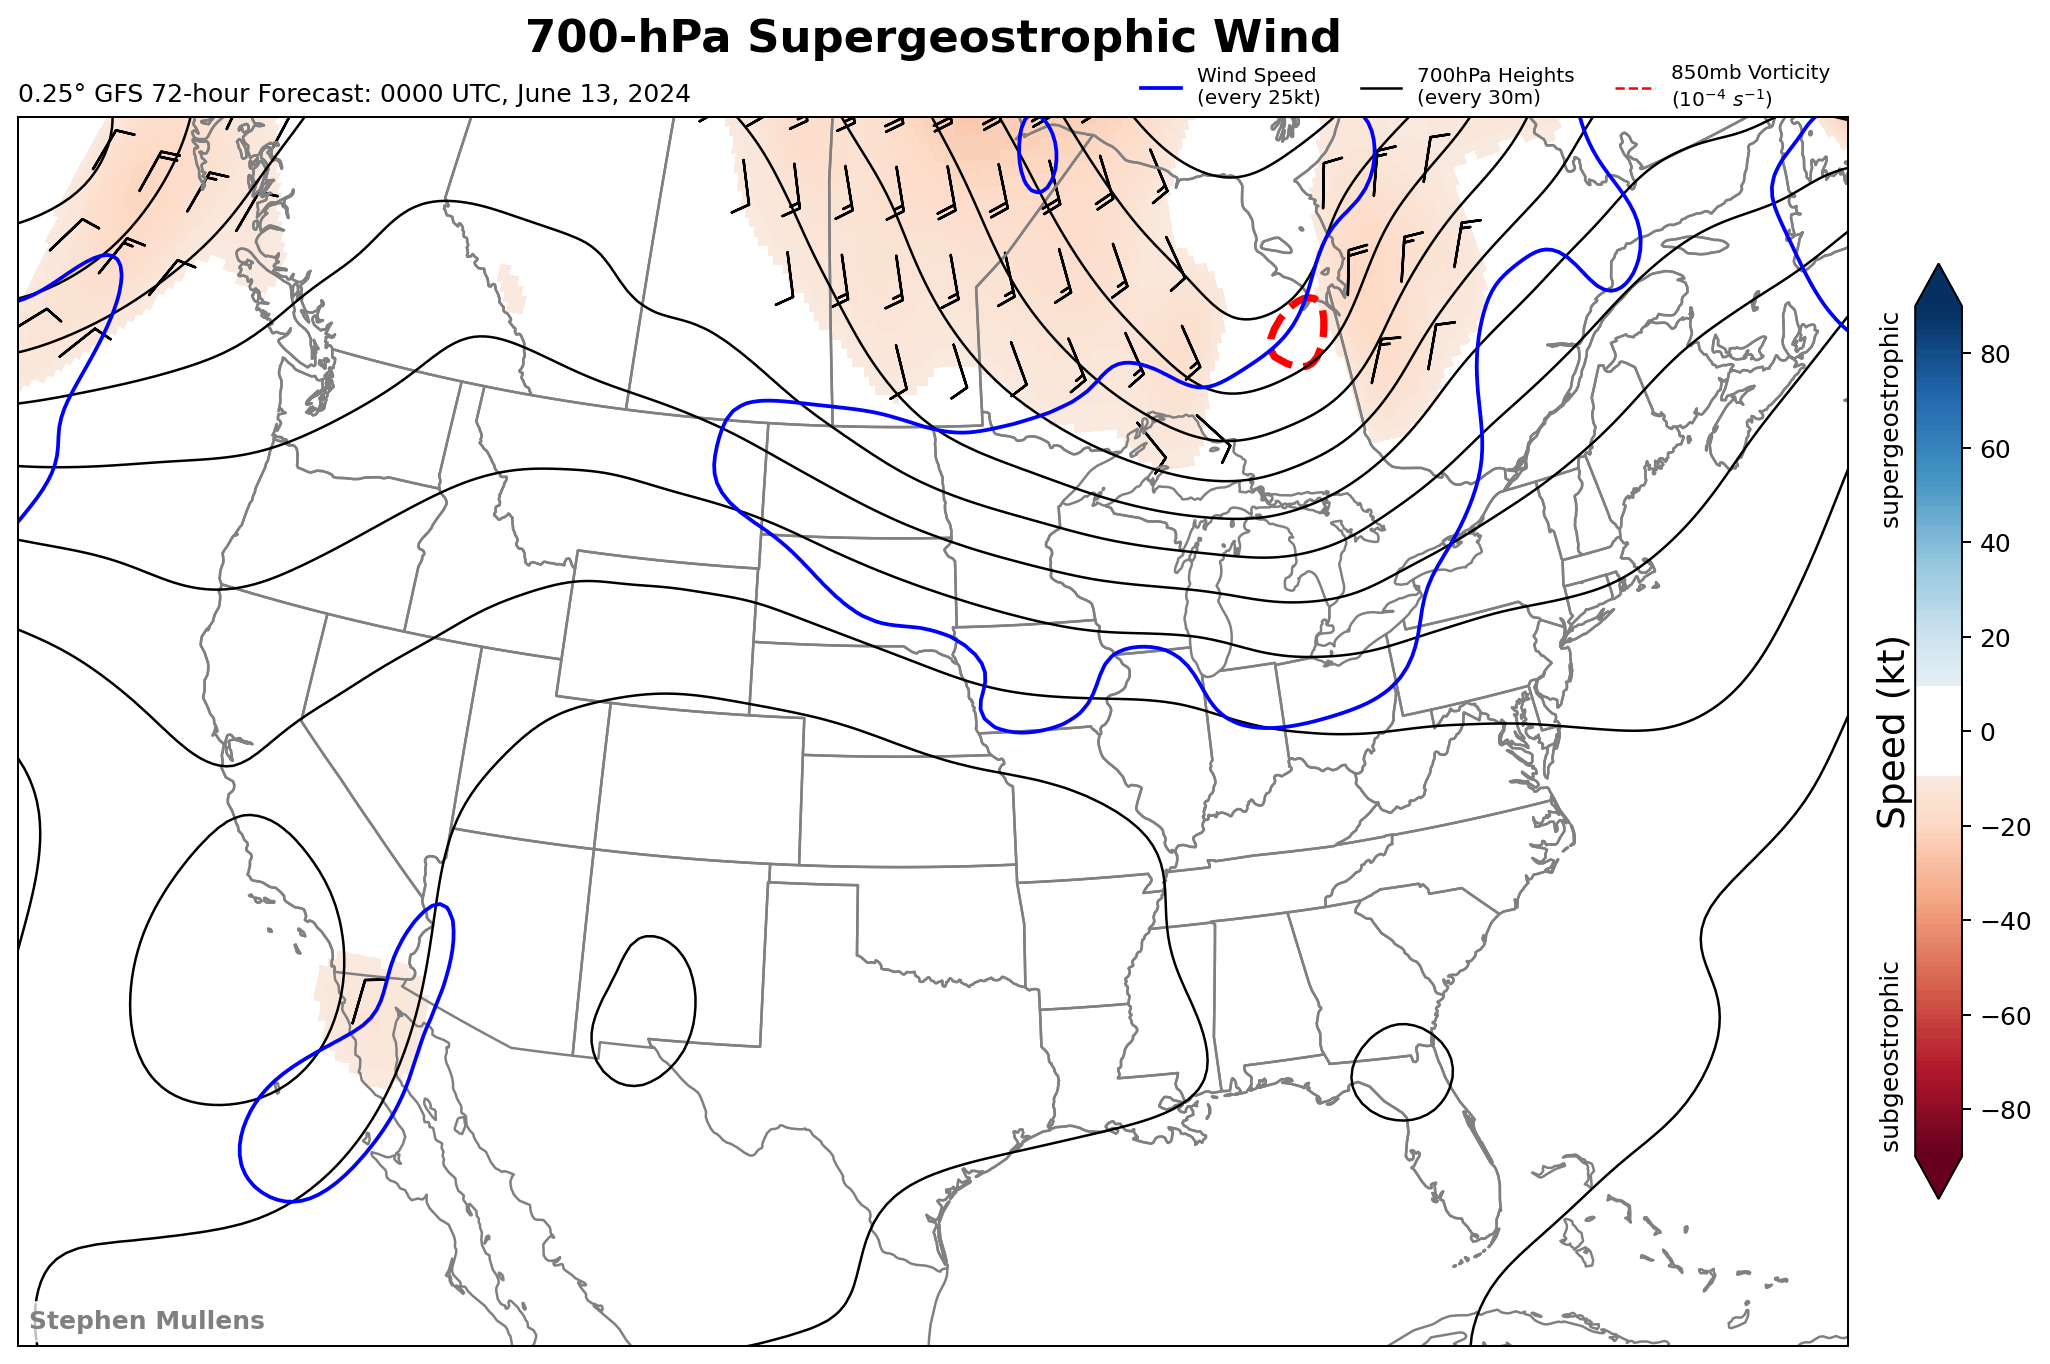 700-hPa Supergeostrophic Wind
0.25° GFS 72-hour Forecast: 0000 UTC, June 13, 2024
Wind Speed
(every 25kt)
700hPa Heights
(every 30m)
850mb Vorticity
(10⁻⁴ s⁻¹)
supergeostrophic
Speed (kt)
subgeostrophic
80
60
40
20
0
−20
−40
−60
−80
Stephen Mullens